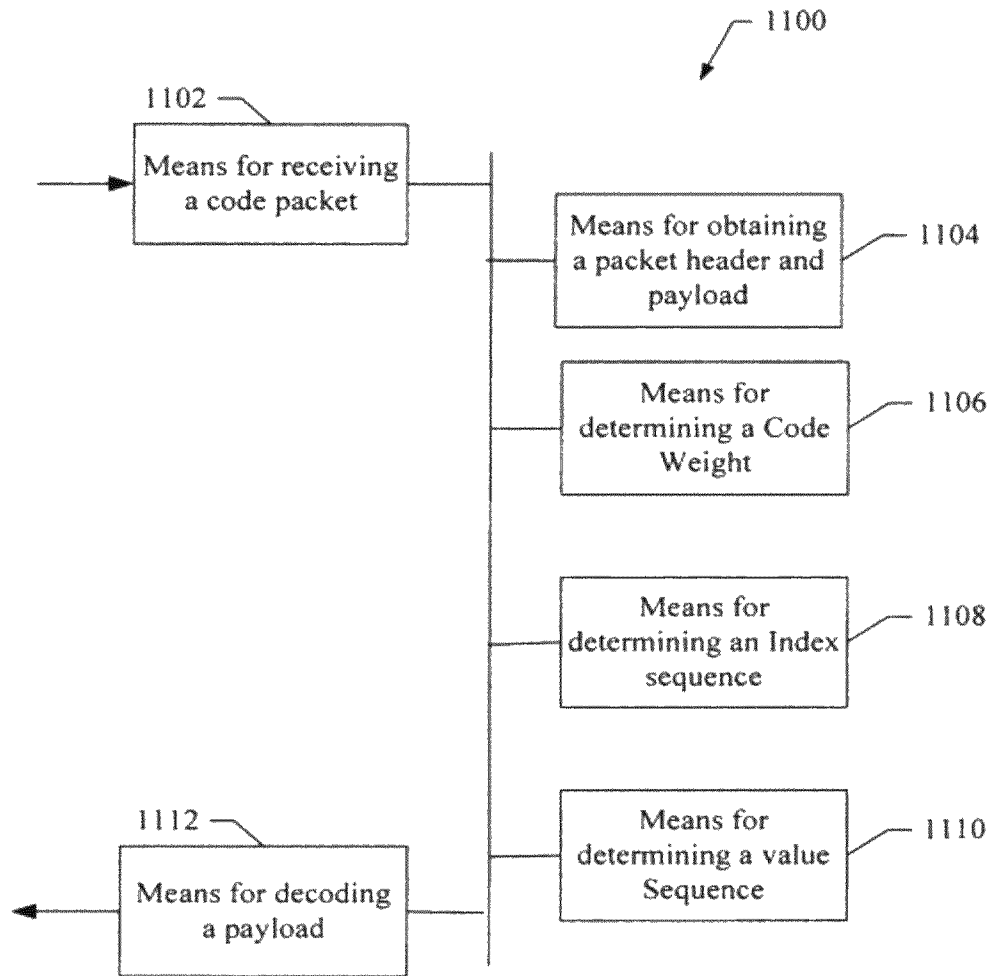 1100
1102
Means for receiving
a code packet
Means for obtaining
a packet header and
payload
1104
Means for
determining a Code
Weight
1106
Means for
determining an Index
sequence
1108
Means for
determining a value
Sequence
1110
1112
Means for decoding
a payload